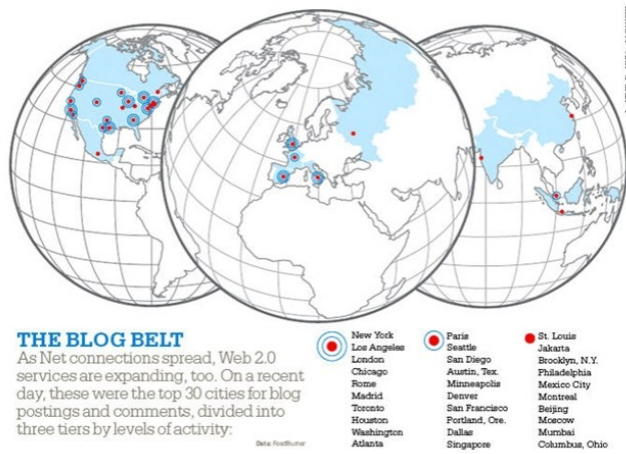 THE BLOG BELT
As Net connections spread, Web 2.0
services are expanding, too. On a recent
day, these were the top 30 cities for blog
postings and comments, divided into
three tiers by levels of activity:
Data: FeedBurner
New York
Los Angeles
London
Chicago
Rome
Madrid
Toronto
Houston
Washington
Atlanta
Paris
Seattle
San Diego
Austin, Tex.
Minneapolis
Denver
San Francisco
Portland, Ore.
Dallas
Singapore
St. Louis
Jakarta
Brooklyn, N.Y.
Philadelphia
Mexico City
Montreal
Beijing
Moscow
Mumbai
Columbus, Ohio